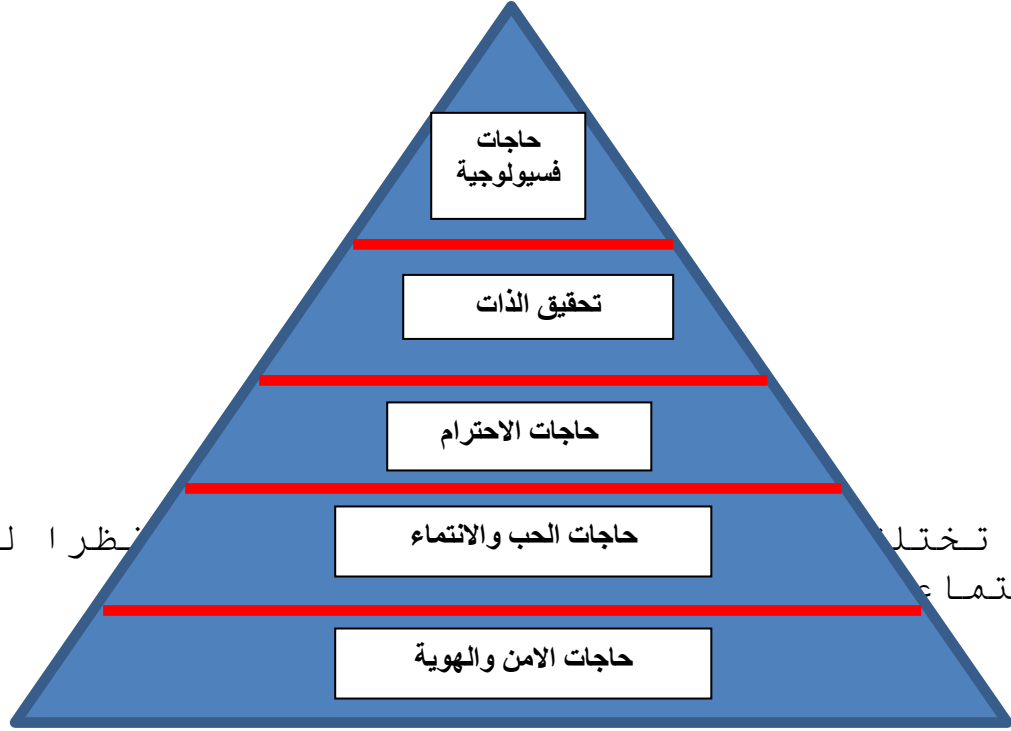 حاجات
فسيولوجية
تحقيق الذات
حاجات الاحترام
حاجات الحب والانتماء
حاجات الامن والهوية